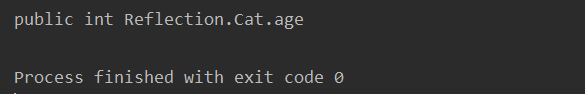 public int Reflection.Cat.age
Process finished with exit code 0